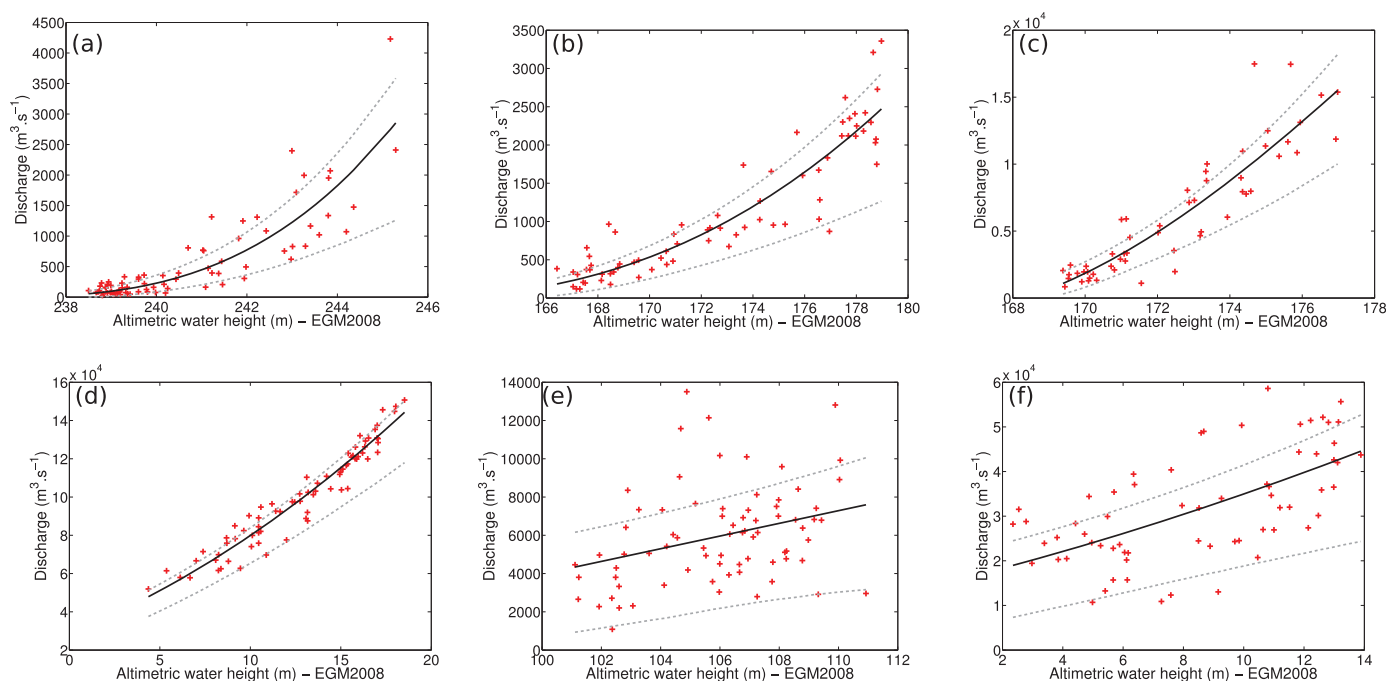 (a)
4500
4000
3500
3000
2500
2000
1500
1000
500
0
Discharge (m³.s⁻¹)
238 240 242 244 246
Altimetric water height (m) – EGM2008
(b)
3500
3000
2500
2000
1500
1000
500
0
Discharge (m³.s⁻¹)
166 168 170 172 174 176 178 180
Altimetric water height (m) – EGM2008
(c)
x 10⁴
2
1.5
1
0.5
0
Discharge (m³.s⁻¹)
168 170 172 174 176 178
Altimetric water height (m) – EGM2008
(d)
x 10⁴
16
14
12
10
8
6
4
2
Discharge (m³.s⁻¹)
0 5 10 15 20
Altimetric water height (m) – EGM2008
(e)
14000
12000
10000
8000
6000
4000
2000
0
Discharge (m³.s⁻¹)
100 102 104 106 108 110 112
Altimetric water height (m) – EGM2008
(f)
x 10⁴
6
5
4
3
2
1
0
Discharge (m³.s⁻¹)
2 4 6 8 10 12 14
Altimetric water height (m) – EGM2008